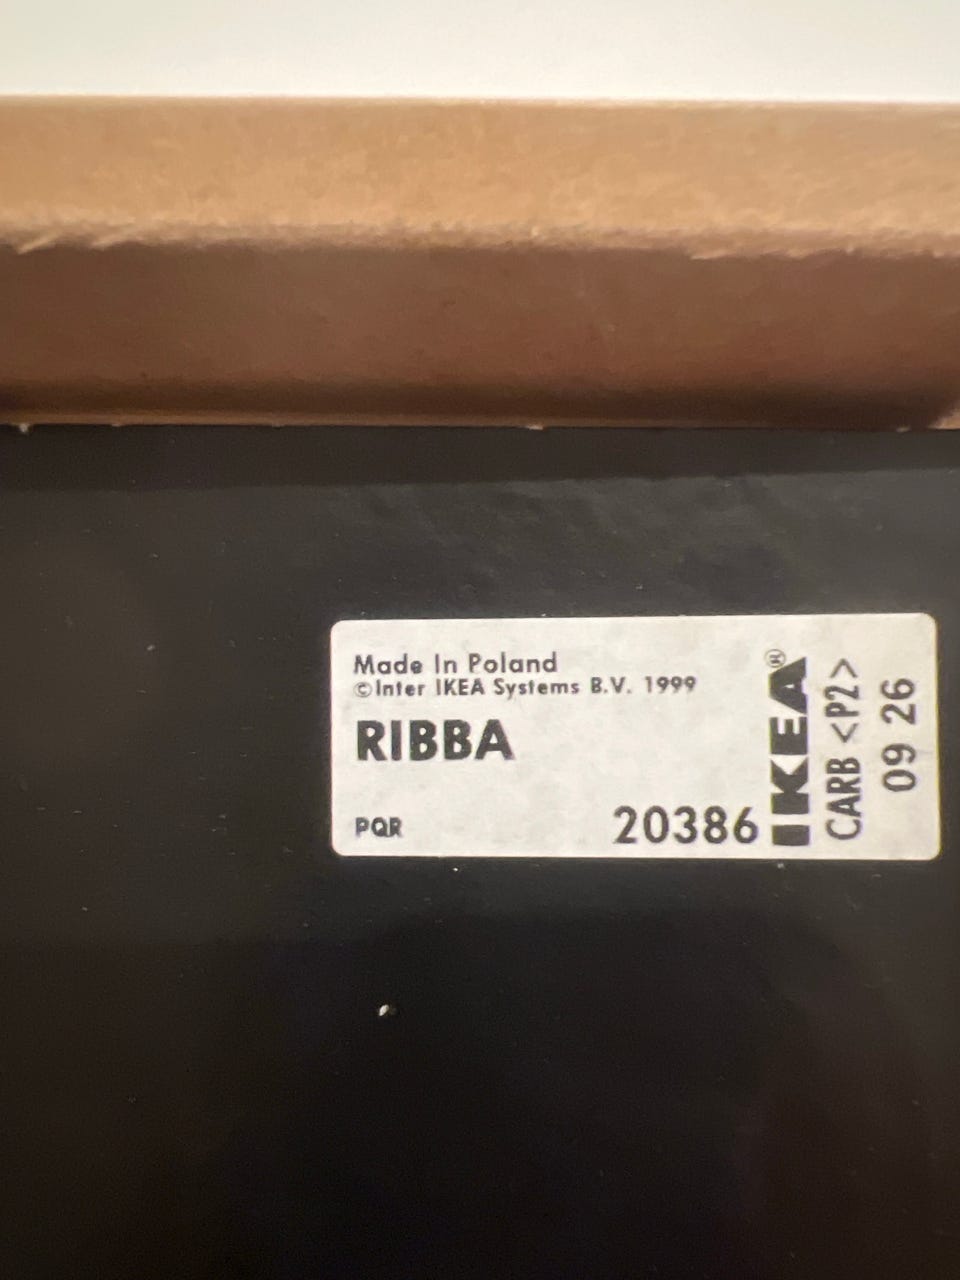 Made In Poland
©Inter IKEA Systems B.V. 1999
RIBBA
PQR
20386
IKEA®
CARB <P2>
09 26